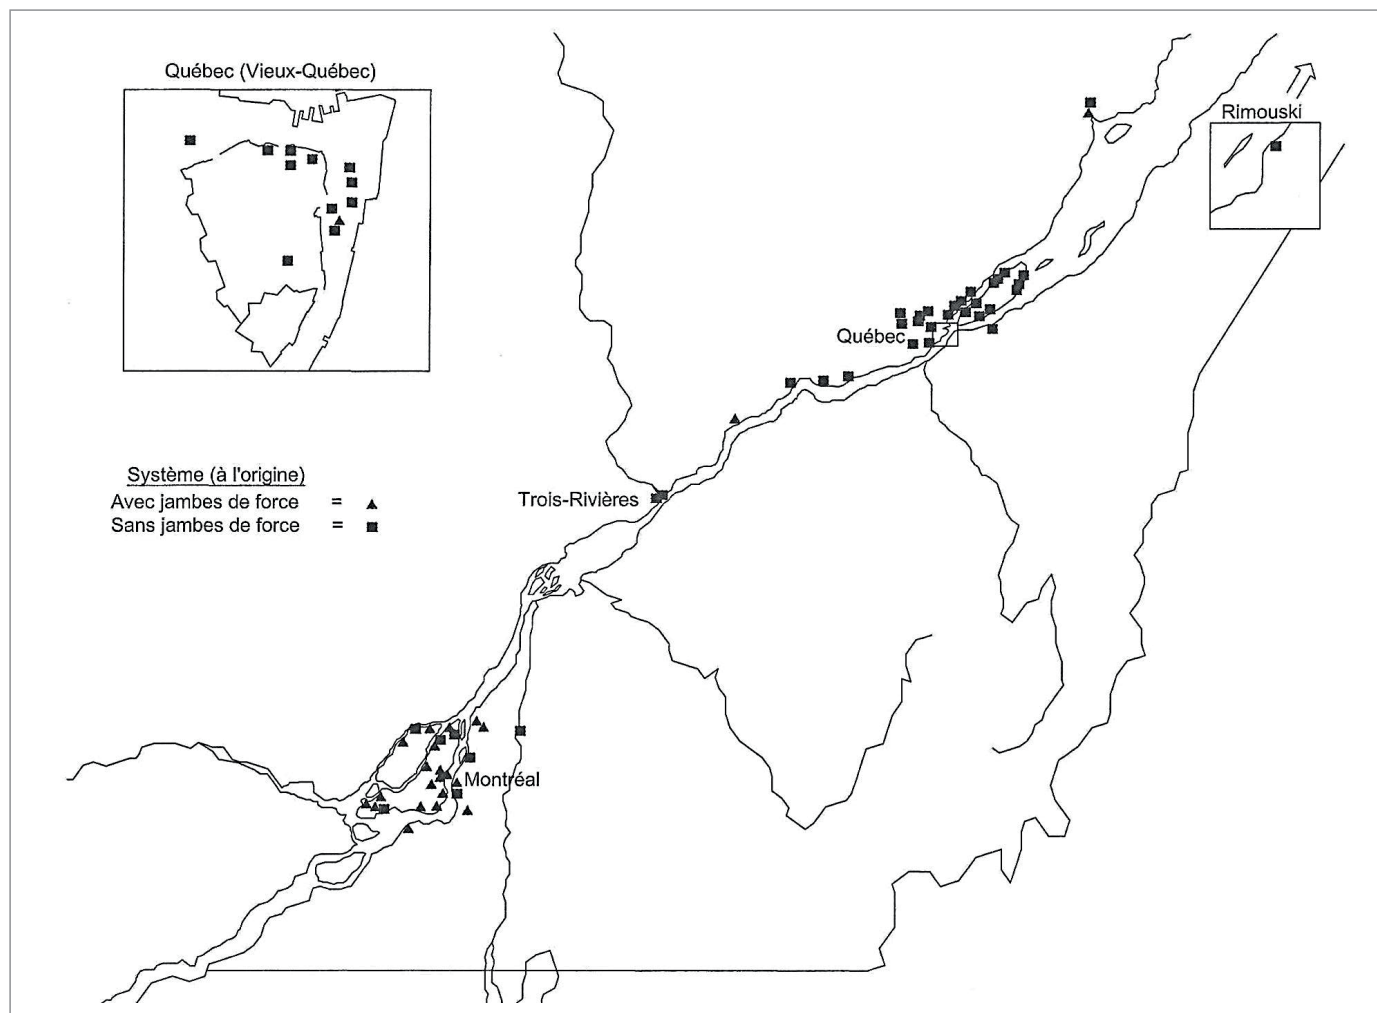 Québec (Vieux-Québec)
Rimouski
Québec
Système (à l'origine)
Avec jambes de force =
Sans jambes de force =
Trois-Rivières
Montréal